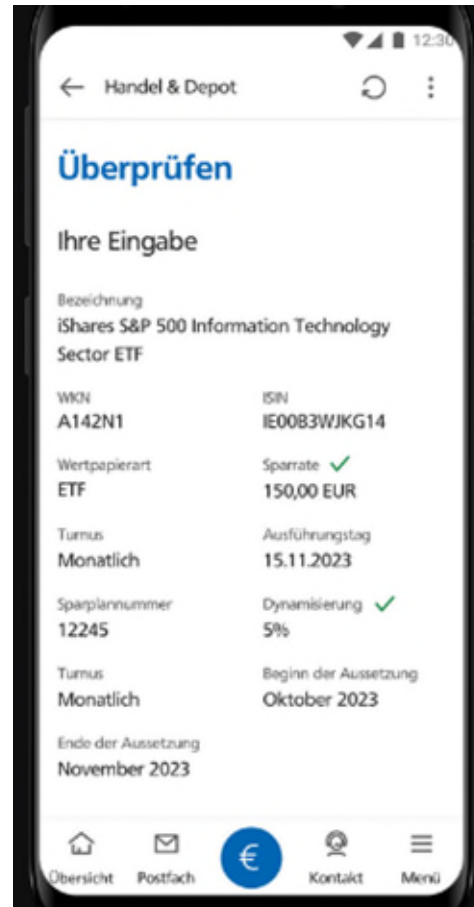 12:30
Handel & Depot
Überprüfen
Ihre Eingabe
Bezeichnung
iShares S&P 500 Information Technology
Sector ETF
WKN ISIN
A142N1 IE00B3WJKG14
Wertpapierart Sparrate
ETF 150,00 EUR
Turnus Ausführungstag
Monatlich 15.11.2023
Sparplannummer Dynamisierung
12245 5%
Turnus Beginn der Aussetzung
Monatlich Oktober 2023
Ende der Aussetzung
November 2023
€
Übersicht Postfach Kontakt Menü